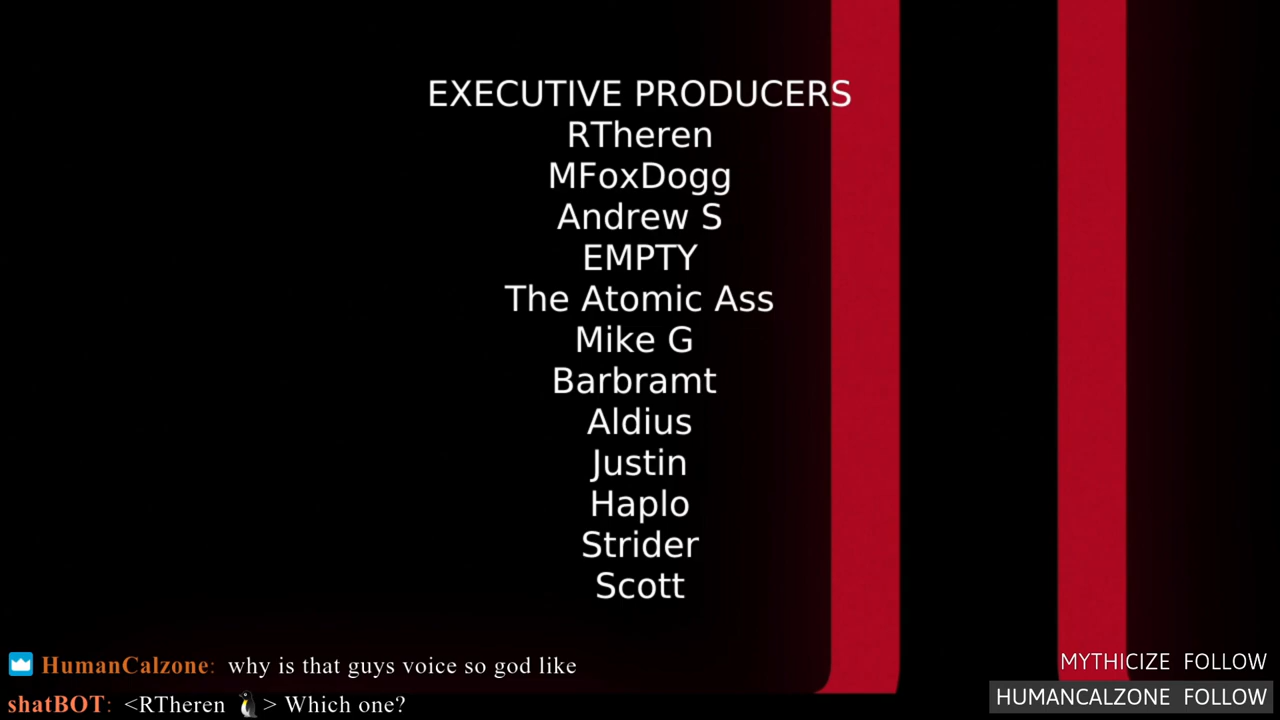 EXECUTIVE PRODUCERS
RTheren
MFoxDogg
Andrew S
EMPTY
The Atomic Ass
Mike G
Barbramt
Aldius
Justin
Haplo
Strider
Scott
HumanCalzone: why is that guys voice so god like
shatBOT: <RTheren 🐧 > Which one?
MYTHICIZE FOLLOW
HUMANCALZONE FOLLOW